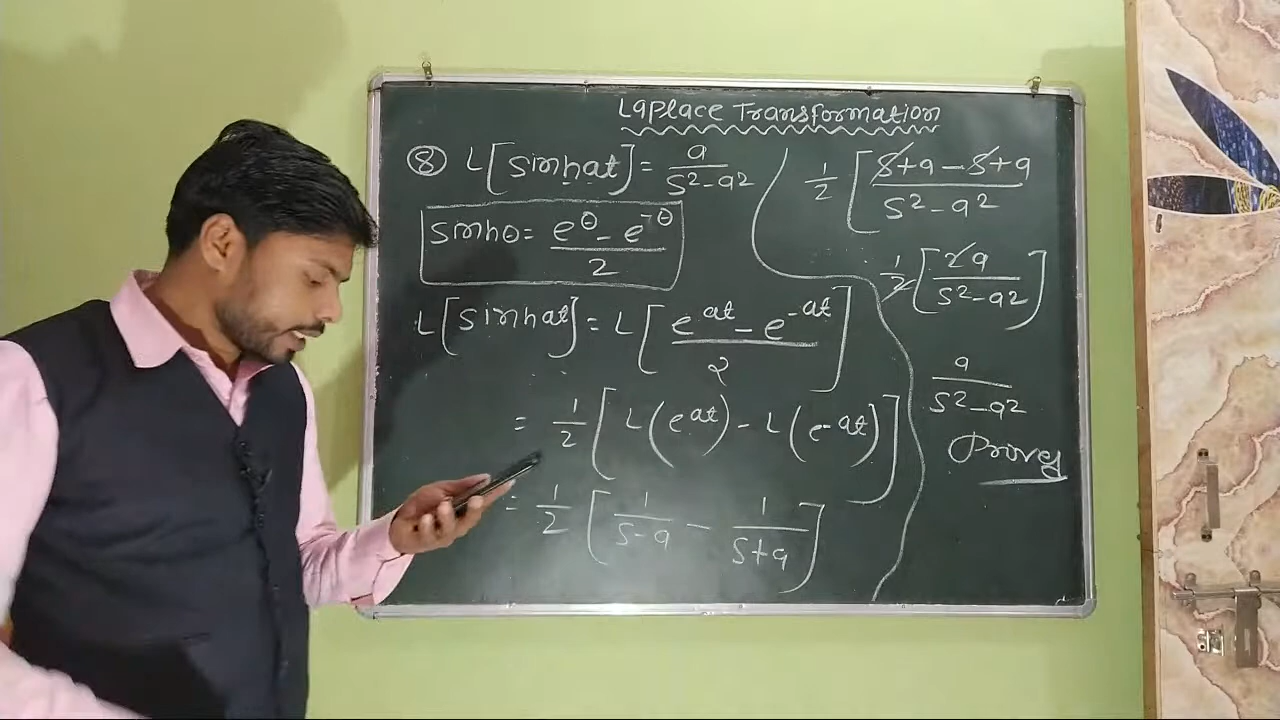 Laplace Transformation
⑧ L[sinhat] = a/(s²-a²)
sinhθ = (e^θ - e^-θ)/2
L[sinhat] = L[(e^at - e^-at)/2]
= 1/2 [L(e^at) - L(e^-at)]
= 1/2 [1/(s-a) - 1/(s+a)]
1/2 [(s+a-s+a)/(s²-a²)
1/2 [2a/(s²-a²)]
a/(s²-a²)
Proved